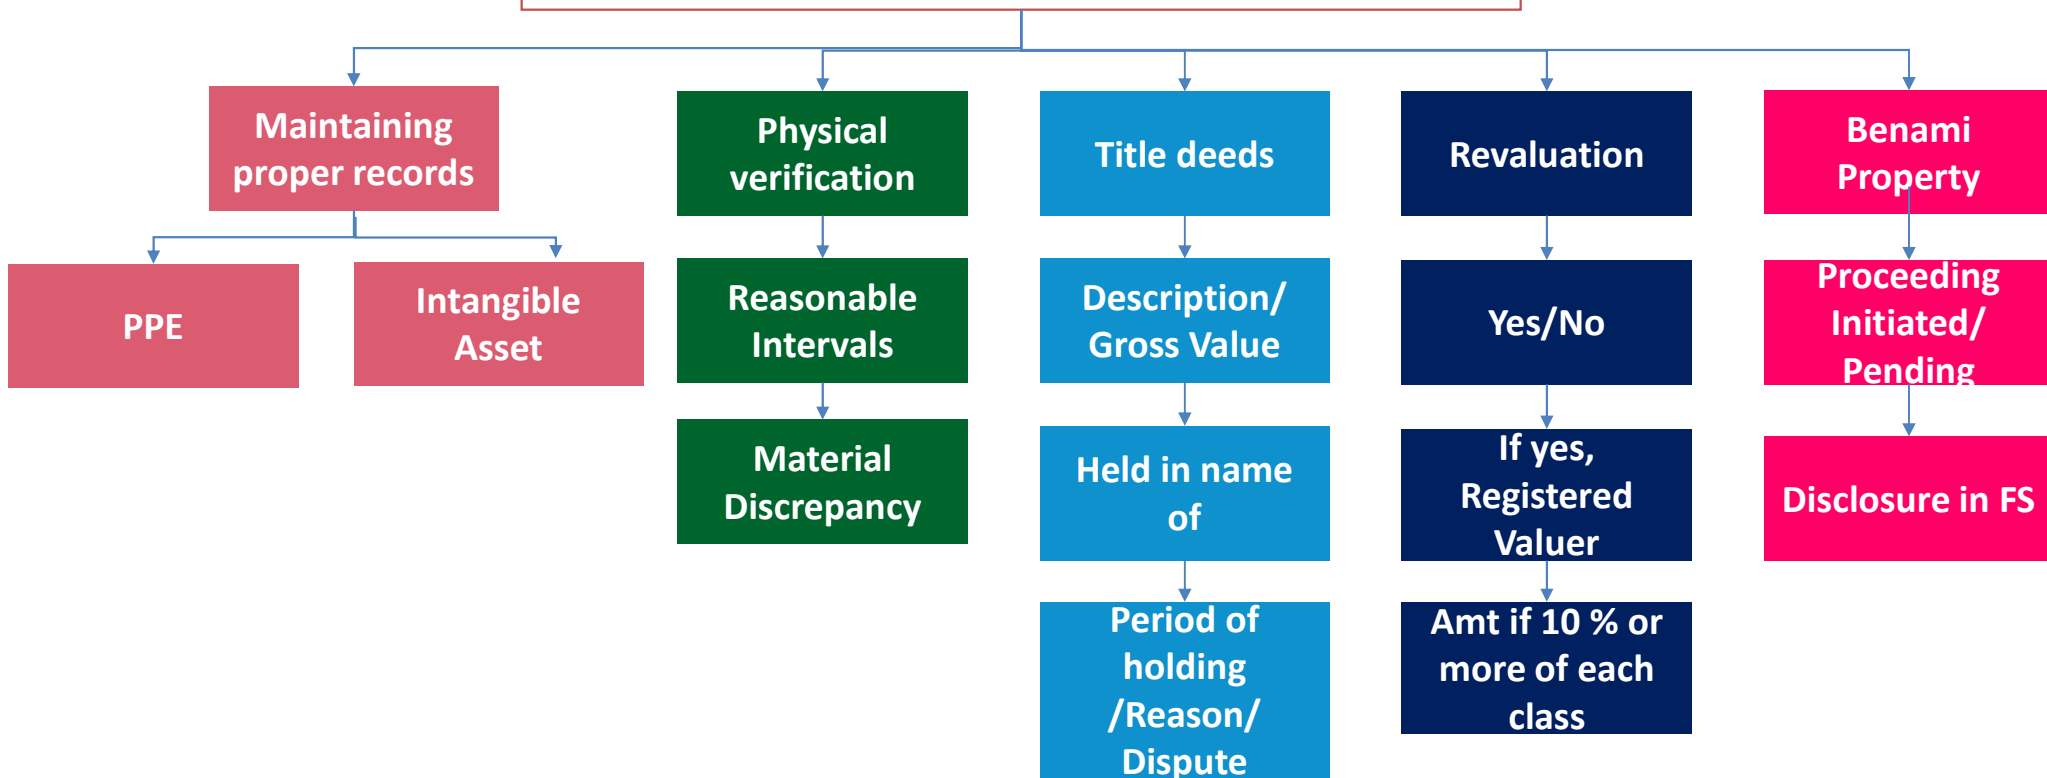 Maintaining
proper records
PPE
Intangible
Asset
Physical
verification
Reasonable
Intervals
Material
Discrepancy
Title deeds
Description/
Gross Value
Held in name
of
Period of
holding
/Reason/
Dispute
Revaluation
Yes/No
If yes,
Registered
Valuer
Amt if 10 % or
more of each
class
Benami
Property
Proceeding
Initiated/
Pending
Disclosure in FS